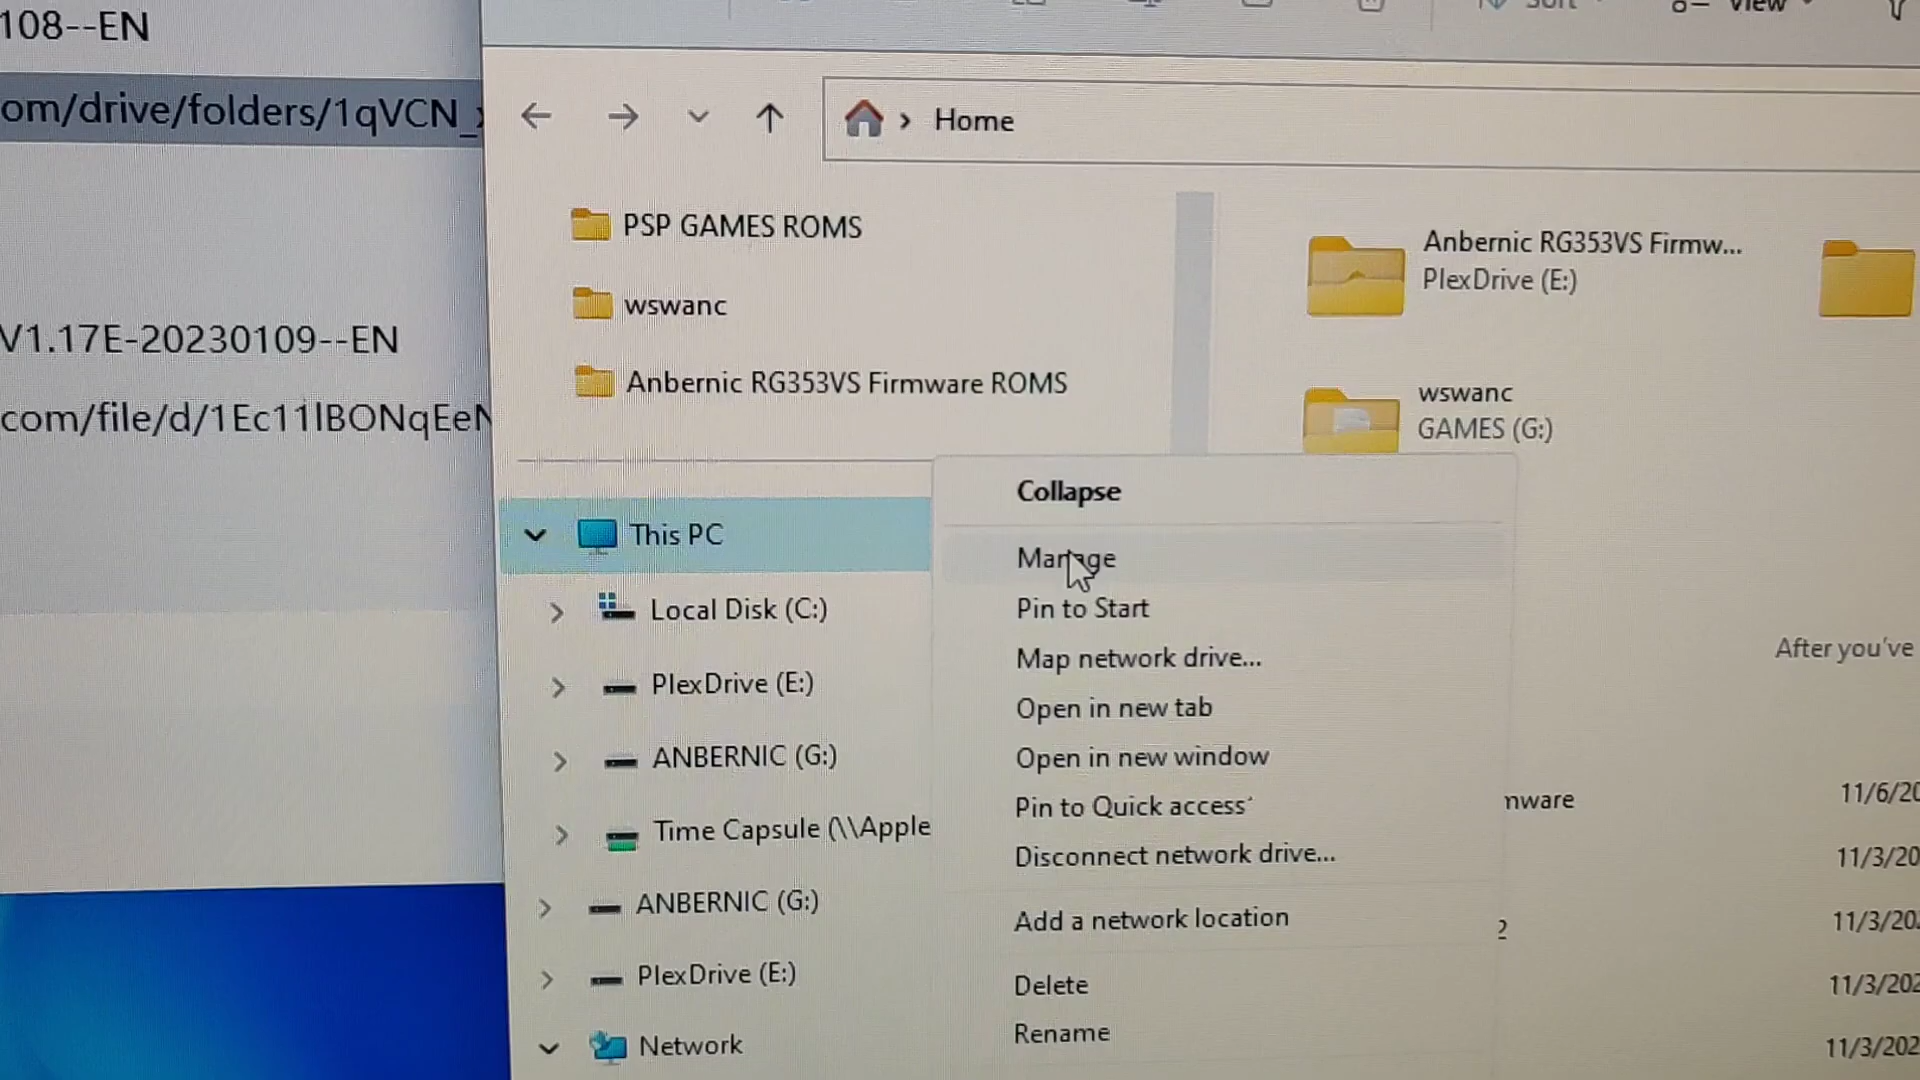 108--EN
om/drive/folders/1qVCN_
V1.17E-20230109--EN
com/file/d/1Ec11lBONqEeN
Sort
View
Home
PSP GAMES ROMS
wswanc
Anbernic RG353VS Firmware ROMS
Anbernic RG353VS Firmw...
PlexDrive (E:)
wswanc
GAMES (G:)
This PC
Local Disk (C:)
PlexDrive (E:)
ANBERNIC (G:)
Time Capsule (\\Apple
ANBERNIC (G:)
PlexDrive (E:)
Network
Collapse
Manage
Pin to Start
Map network drive...
Open in new tab
Open in new window
Pin to Quick access
Disconnect network drive...
Add a network location
Delete
Rename
After you've
nware
11/6/20
11/3/20
2
11/3/202
11/3/202
11/3/202